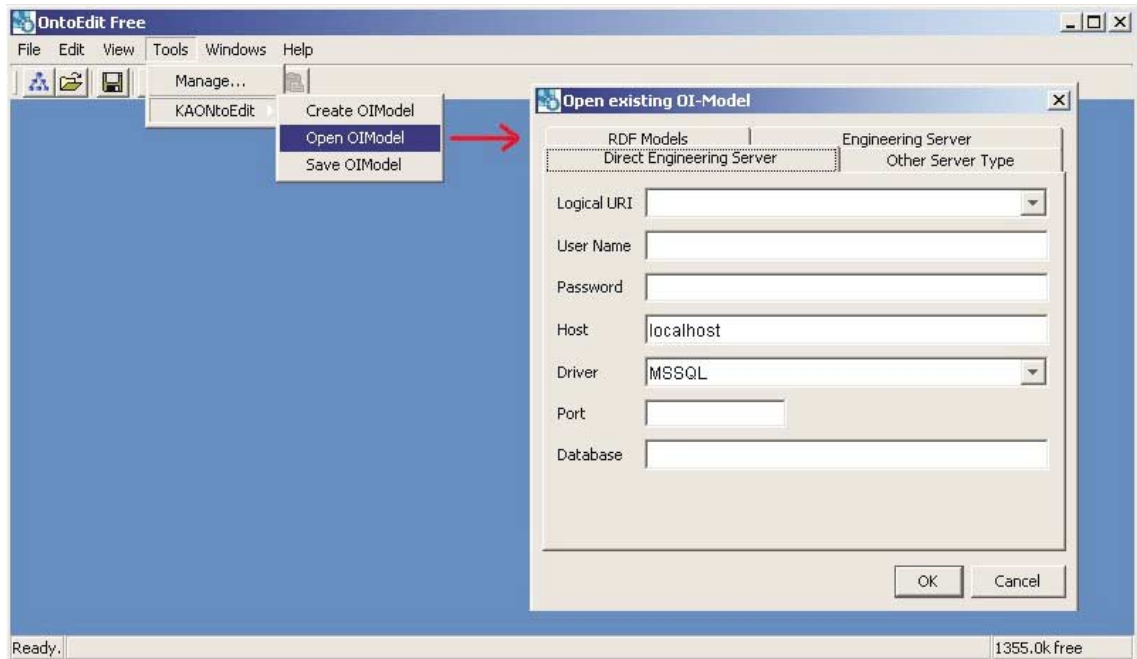 OntoEdit Free
File Edit View Tools Windows Help
Manage...
KAONtoEdit
Create OIModel
Open OIModel
Save OIModel
Open existing OI-Model
RDF Models Engineering Server
Direct Engineering Server Other Server Type
Logical URI
User Name
Password
Host localhost
Driver MSSQL
Port
Database
OK Cancel
Ready. 1355.0k free